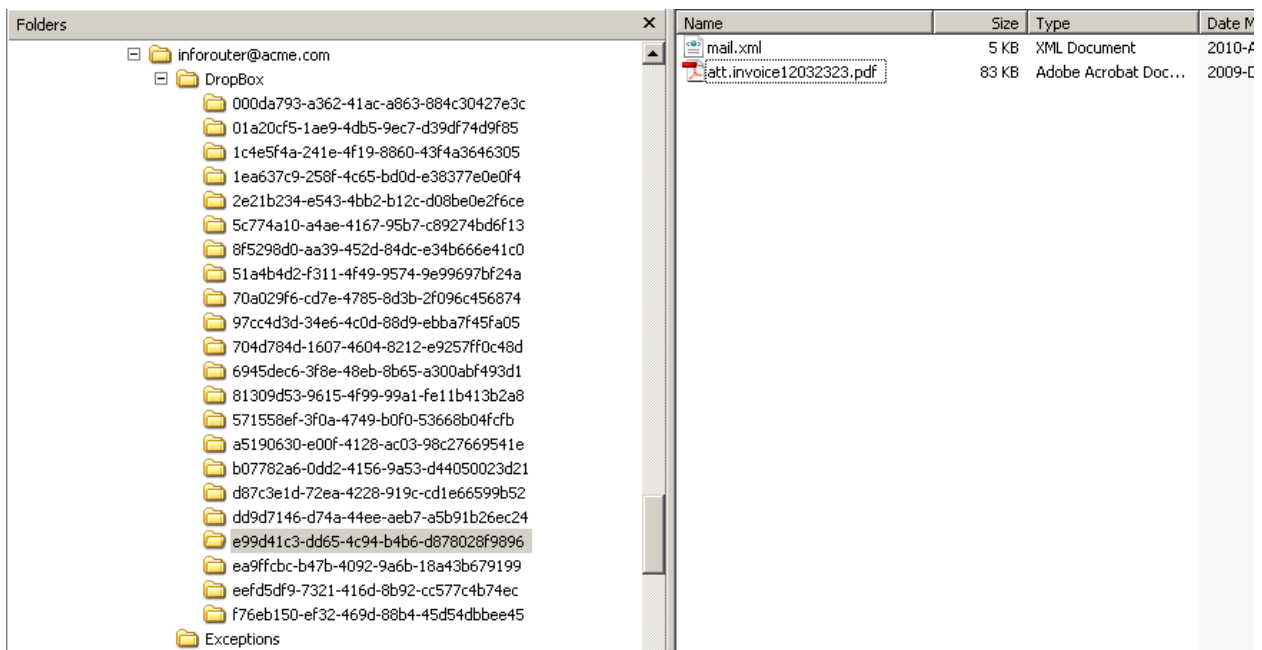 Folders
inforouter@acme.com
DropBox
000da793-a362-41ac-a863-884c30427e3c
01a20cf5-1ae9-4db5-9ec7-d39df74d9f85
1c4e5f4a-241e-4f19-8860-43f4a3646305
1ea637c9-258f-4c65-bd0d-e38377e0e0f4
2e21b234-e543-4bb2-b12c-d08be0e2f6ce
5c774a10-a4ae-4167-95b7-c89274bd6f13
8f5298d0-aa39-452d-84dc-e34b666e41c0
51a4b4d2-f311-4f49-9574-9e99697bf24a
70a029f6-cd7e-4785-8d3b-2f096c456874
97cc4d3d-34e6-4c0d-88d9-ebba7f45fa05
704d784d-1607-4604-8212-e9257ff0c48d
6945dec6-3f8e-48eb-8b65-a300abf493d1
81309d53-9615-4f99-99a1-fe11b413b2a8
571558ef-3f0a-4749-b0f0-53668b04fcfb
a5190630-e00f-4128-ac03-98c27669541e
b07782a6-0dd2-4156-9a53-d44050023d21
d87c3e1d-72ea-4228-919c-cd1e66599b52
dd9d7146-d74a-44ee-aeb7-a5b91b26ec24
e99d41c3-dd65-4c94-b4b6-d878028f9896
ea9ffcbc-b47b-4092-9a6b-18a43b679199
eefd5df9-7321-416d-8b92-cc577c4b74ec
f76eb150-ef32-469d-88b4-45d54dbbee45
Exceptions
Name Size Type Date M
mail.xml 5 KB XML Document 2010-A
att.invoice12032323.pdf 83 KB Adobe Acrobat Doc... 2009-D